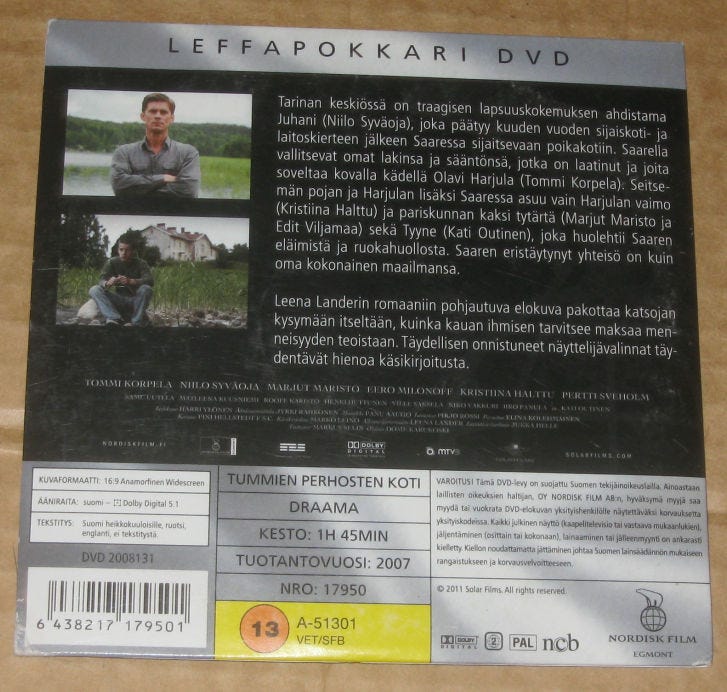 LEFFAPOKKARI DVD
Tarinan keskiössä on traagisen lapsuuskokemuksen ahdistama
Juhani (Niilo Syväoja), joka päätyy kuuden vuoden sijaiskoti- ja
laitoskierteen jälkeen Saaressa sijaitsevaan poikakotiin. Saarella
vallitsevat omat lakinsa ja sääntönsä, jotka on laatinut ja joita
soveltaa kovalla kädellä Olavi Harjula (Tommi Korpela). Seitse-
män pojan ja Harjulan lisäksi Saaressa asuu vain Harjulan vaimo
(Kristiina Halttu) ja pariskunnan kaksi tytärtä (Marjut Maristo ja
Edit Viljamaa) sekä Tyyne (Kati Outinen), joka huolehtii Saaren
eläimistä ja ruokahuollosta. Saaren eristäytynyt yhteisö on kuin
oma kokonainen maailmansa.
Leena Landerin romaaniin pohjautuva elokuva pakottaa katsojan
kysymään itseltään, kuinka kauan ihmisen tarvitsee maksaa men-
neisyyden teoistaan. Täydellisen onnistuneet näyttelijävalinnat täy-
dentävät hienoa käsikirjoitusta.
TOMMI KORPELA NIILO SYVÄOJA MARJUT MARISTO EERO MILONOFF KRISTIINA HALTTU PERTTI SVEHOLM
NORDISKFILM.FI
DOLBY DIGITAL
mtv3
SOLARFILMS.COM
KUVAFORMAATTI: 16:9 Anamorfinen Widescreen
ÄÄNIRAITA: suomi – Dolby Digital 5.1
TEKSTITYS: Suomi heikkokuuloisille, ruotsi,
englanti, ei tekstitystä.
DVD 2008131
6 438217 179501
TUMMIEN PERHOSTEN KOTI
DRAAMA
KESTO: 1H 45MIN
TUOTANTOVUOSI: 2007
NRO: 17950
13
A-51301
VET/SFB
VAROITUS! Tämä DVD-levy on suojattu Suomen tekijäinoikeuslailla. Ainoastaan
laillisten oikeuksien haltijan, OY NORDISK FILM AB:n, hyväksymä myyjä saa
myydä tai vuokrata DVD-elokuvan yksityishenkilölle näytettäväksi korvauksetta
yksityiskodeissa. Kaikki julkinen näyttö (kaapelitelevisio tai vastaava mukaanlukien),
jäljentäminen (osittain tai kokonaan), lainaaminen tai jälleenmyynti on ankarasti
kielletty. Kiellon noudattamatta jättäminen johtaa Suomen lainsäädännön mukaiseen
rangaistukseen ja korvausvelvoitteeseen.
© 2011 Solar Films. All rights reserved.
DOLBY DIGITAL
2
PAL
ncb
NORDISK FILM
EGMONT